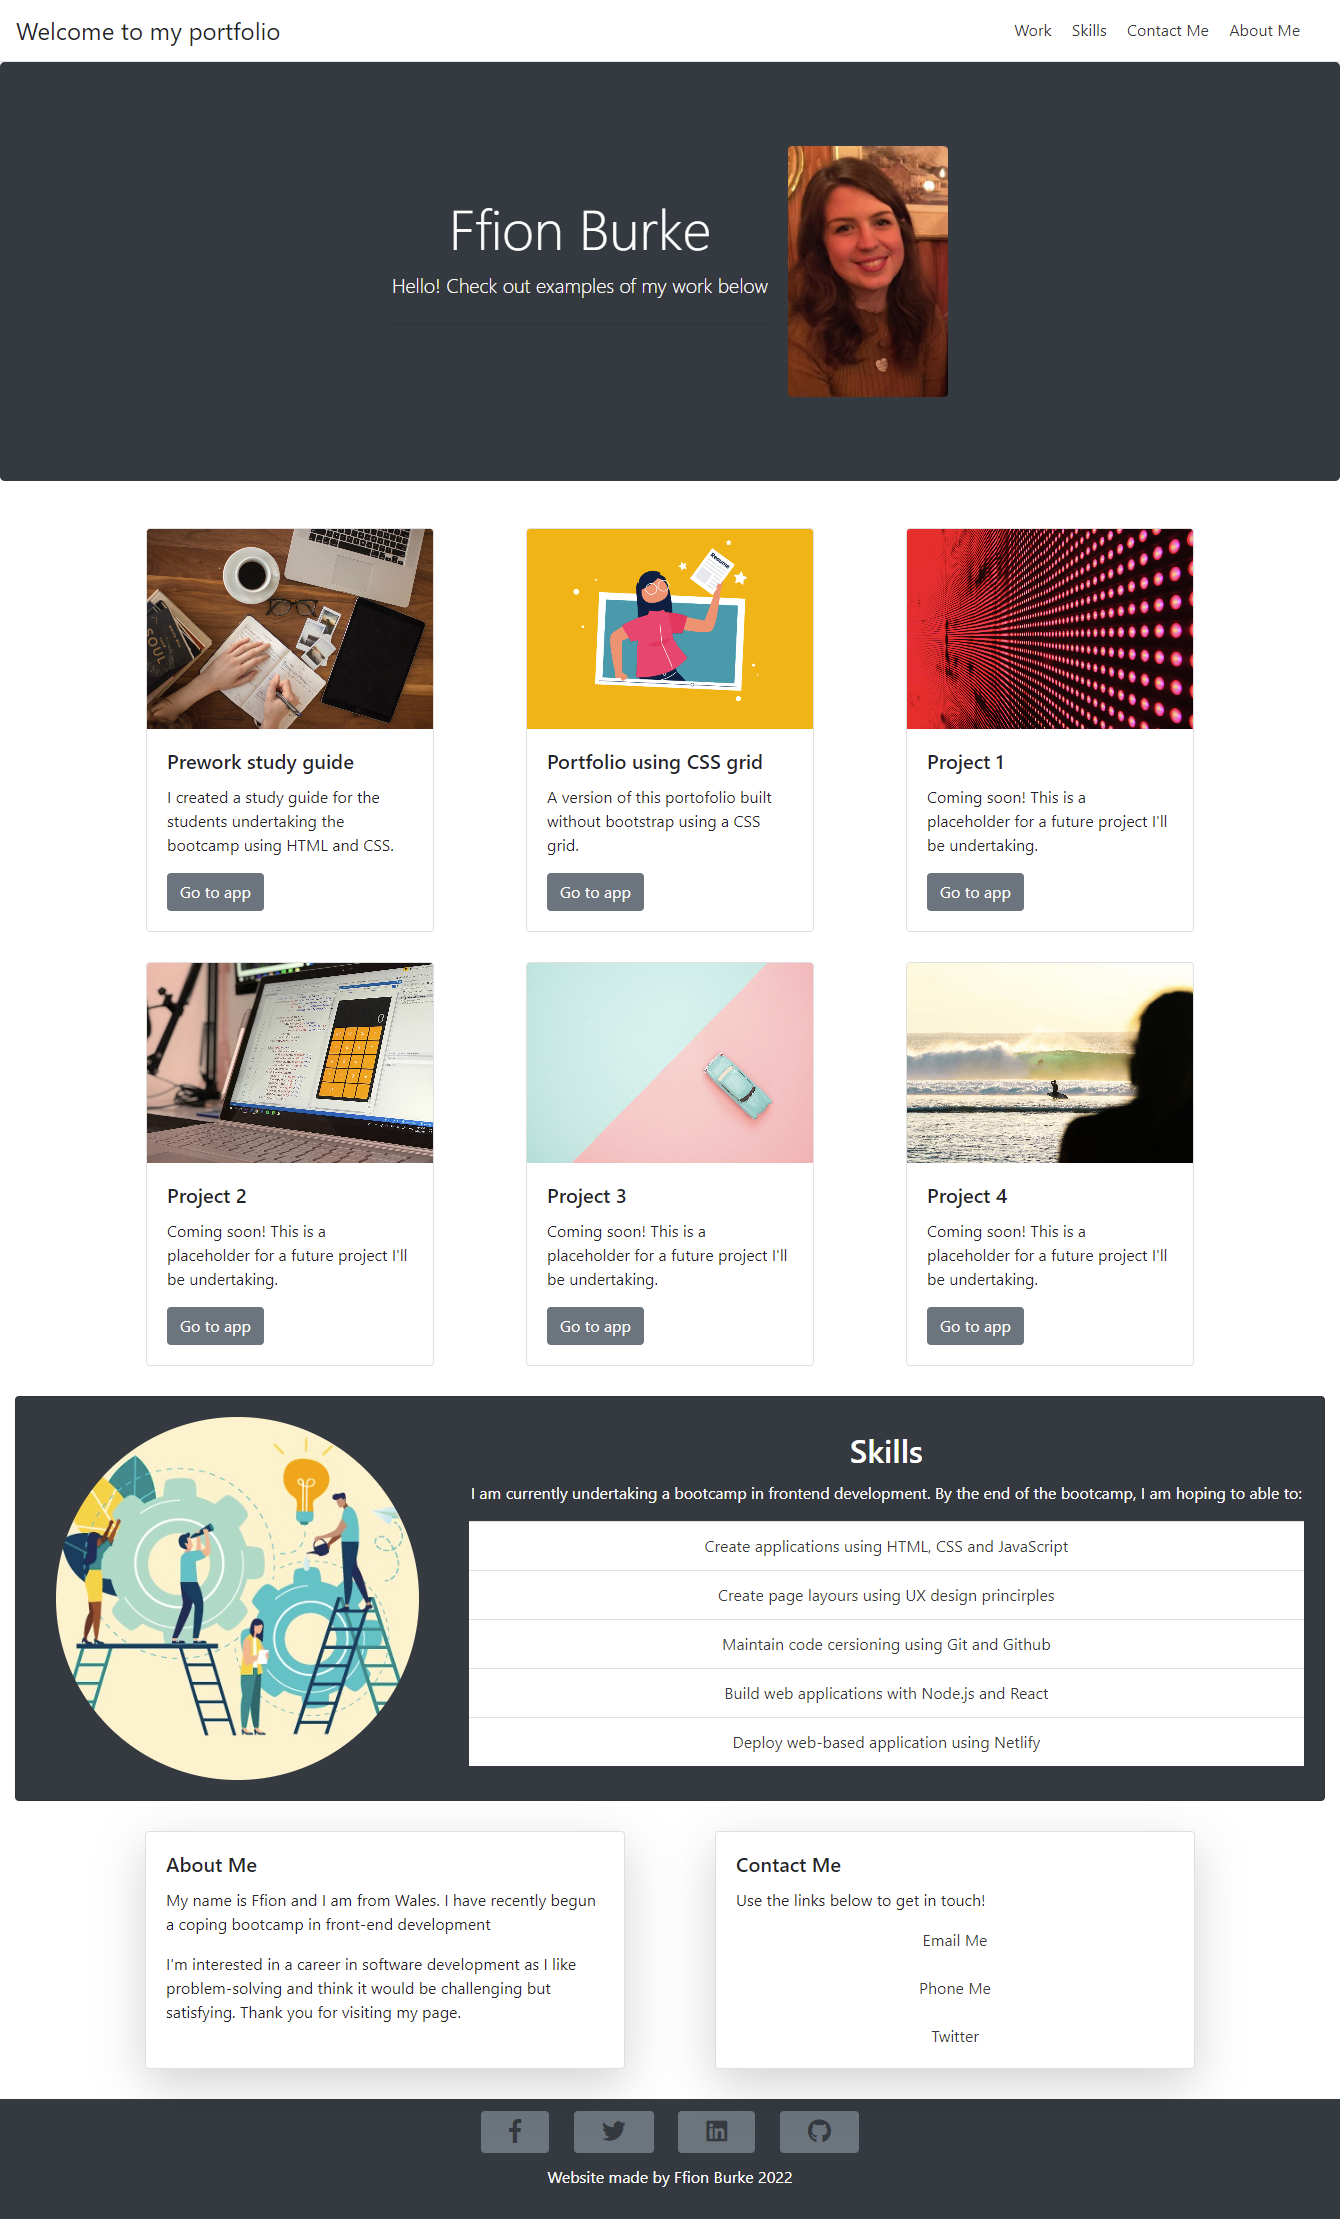 Welcome to my portfolio
Work Skills Contact Me About Me
Ffion Burke
Hello! Check out examples of my work below
SOUL
Resume
Prework study guide
I created a study guide for the
students undertaking the
bootcamp using HTML and CSS.
Go to app
Portfolio using CSS grid
A version of this portofolio built
without bootstrap using a CSS
grid.
Go to app
Project 1
Coming soon! This is a
placeholder for a future project I'll
be undertaking.
Go to app
Project 2
Coming soon! This is a
placeholder for a future project I'll
be undertaking.
Go to app
Project 3
Coming soon! This is a
placeholder for a future project I'll
be undertaking.
Go to app
Project 4
Coming soon! This is a
placeholder for a future project I'll
be undertaking.
Go to app
Skills
I am currently undertaking a bootcamp in frontend development. By the end of the bootcamp, I am hoping to able to:
Create applications using HTML, CSS and JavaScript
Create page layours using UX design princirples
Maintain code cersioning using Git and Github
Build web applications with Node.js and React
Deploy web-based application using Netlify
About Me
My name is Ffion and I am from Wales. I have recently begun
a coping bootcamp in front-end development
I'm interested in a career in software development as I like
problem-solving and think it would be challenging but
satisfying. Thank you for visiting my page.
Contact Me
Use the links below to get in touch!
Email Me
Phone Me
Twitter
Website made by Ffion Burke 2022